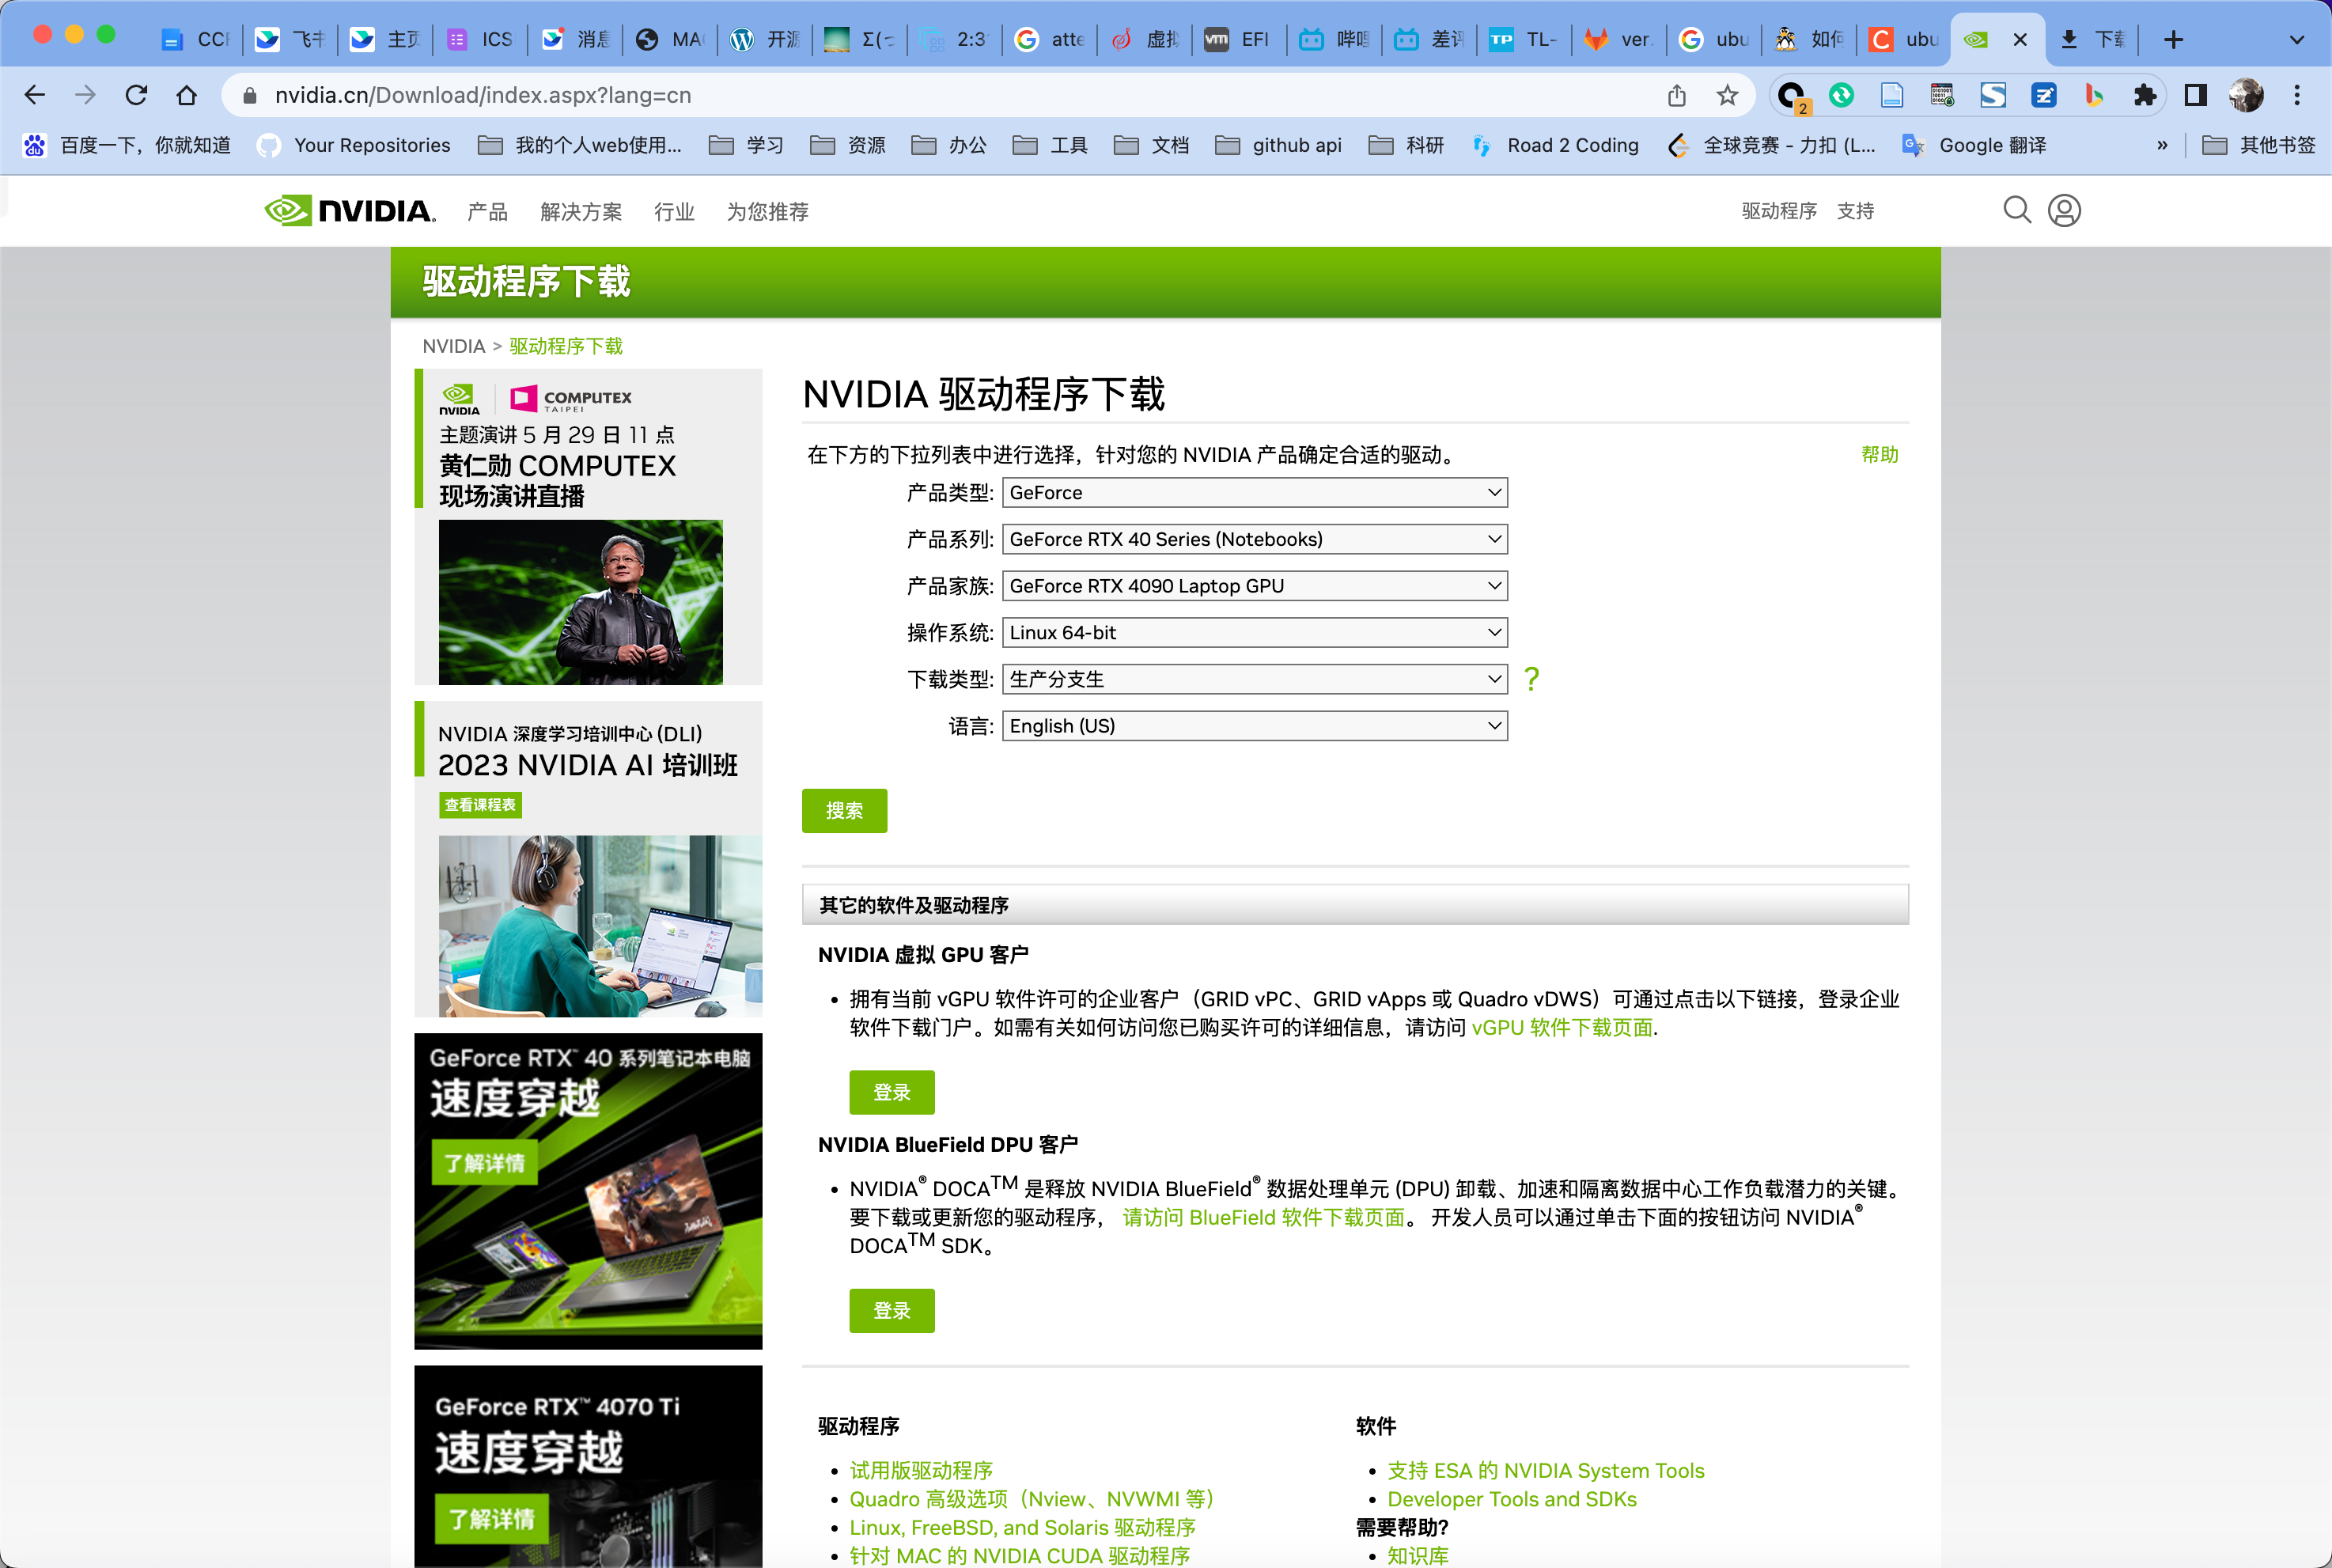 CCF
飞书
主页
ICS
消息
MA
开源
Σ(っ
2:3
atte
虚拟
EFI
哔哩
差评
TL-
ver.
ubu
如何
ubu
下载
nvidia.cn/Download/index.aspx?lang=cn
2
百度一下，你就知道
Your Repositories
我的个人web使用...
学习
资源
办公
工具
文档
github api
科研
Road 2 Coding
全球竞赛 - 力扣 (L...
Google 翻译
»
其他书签
NVIDIA.
产品
解决方案
行业
为您推荐
驱动程序
支持
驱动程序下载
NVIDIA > 驱动程序下载
NVIDIA
COMPUTEX
TAIPEI
主题演讲 5 月 29 日 11 点
黄仁勋 COMPUTEX
现场演讲直播
NVIDIA 深度学习培训中心 (DLI)
2023 NVIDIA AI 培训班
查看课程表
GeForce RTX™ 40 系列笔记本电脑
速度穿越
了解详情
GeForce RTX™ 4070 Ti
速度穿越
了解详情
NVIDIA 驱动程序下载
在下方的下拉列表中进行选择，针对您的 NVIDIA 产品确定合适的驱动。
帮助
产品类型: GeForce
产品系列: GeForce RTX 40 Series (Notebooks)
产品家族: GeForce RTX 4090 Laptop GPU
操作系统: Linux 64-bit
下载类型: 生产分支生 ?
语言: English (US)
搜索
其它的软件及驱动程序
NVIDIA 虚拟 GPU 客户
• 拥有当前 vGPU 软件许可的企业客户（GRID vPC、GRID vApps 或 Quadro vDWS）可通过点击以下链接，登录企业
软件下载门户。如需有关如何访问您已购买许可的详细信息，请访问 vGPU 软件下载页面.
登录
NVIDIA BlueField DPU 客户
• NVIDIA® DOCA™ 是释放 NVIDIA BlueField® 数据处理单元 (DPU) 卸载、加速和隔离数据中心工作负载潜力的关键。
要下载或更新您的驱动程序， 请访问 BlueField 软件下载页面。 开发人员可以通过单击下面的按钮访问 NVIDIA®
DOCA™ SDK。
登录
驱动程序
• 试用版驱动程序
• Quadro 高级选项（Nview、NVWMI 等）
• Linux, FreeBSD, and Solaris 驱动程序
• 针对 MAC 的 NVIDIA CUDA 驱动程序
软件
• 支持 ESA 的 NVIDIA System Tools
• Developer Tools and SDKs
需要帮助?
• 知识库